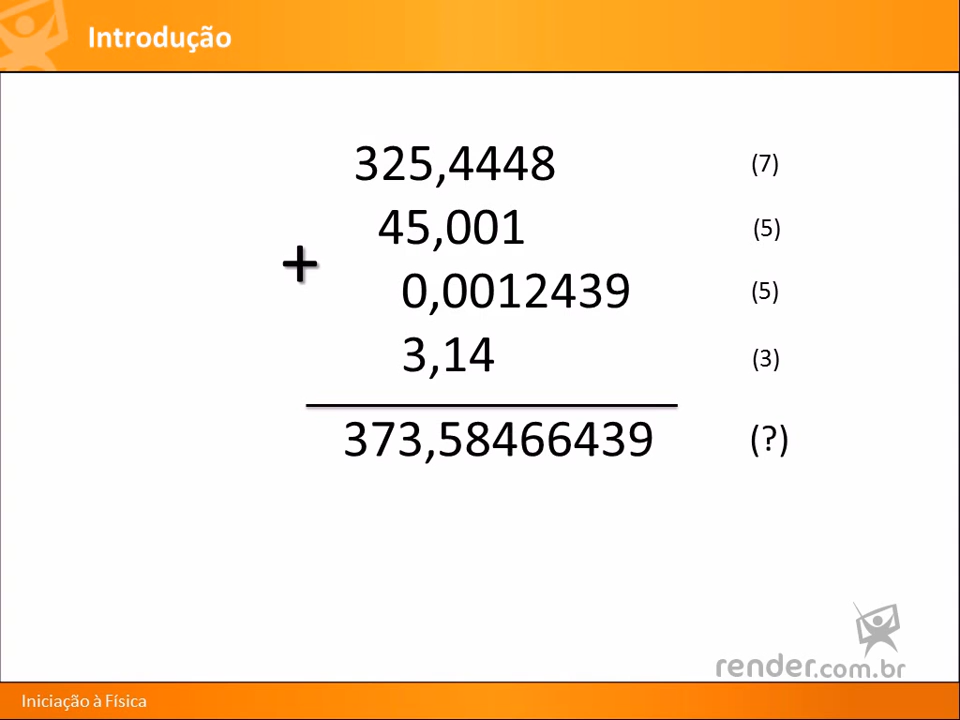 Introdução
325,4448 (7)
45,001 (5)
+
0,0012439 (5)
3,14 (3)
373,58466439 (?)
render.com.br
Iniciação à Física